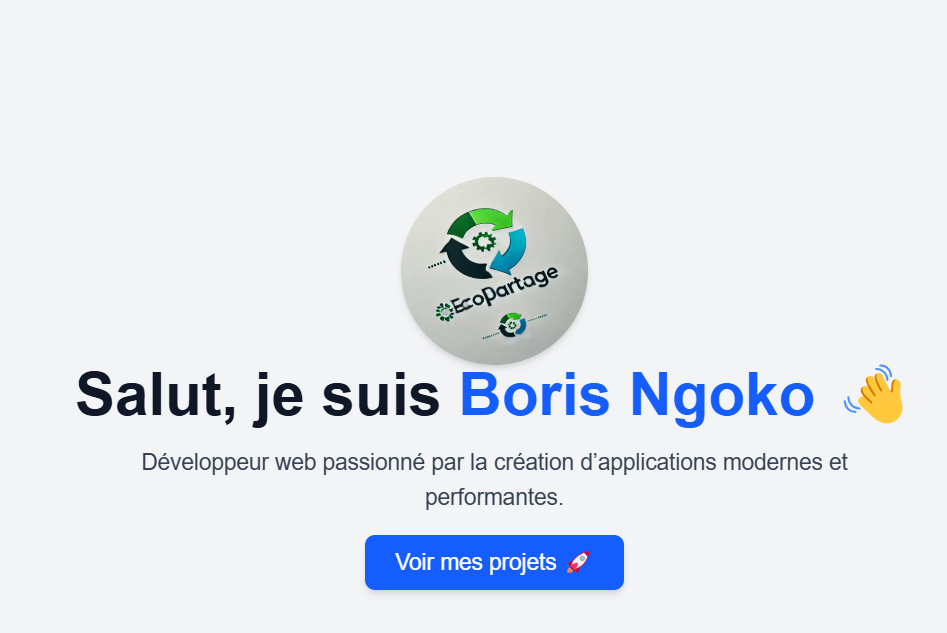 EcoPartage
Salut, je suis Boris Ngoko 👋
Développeur web passionné par la création d’applications modernes et
performantes.
Voir mes projets 🚀